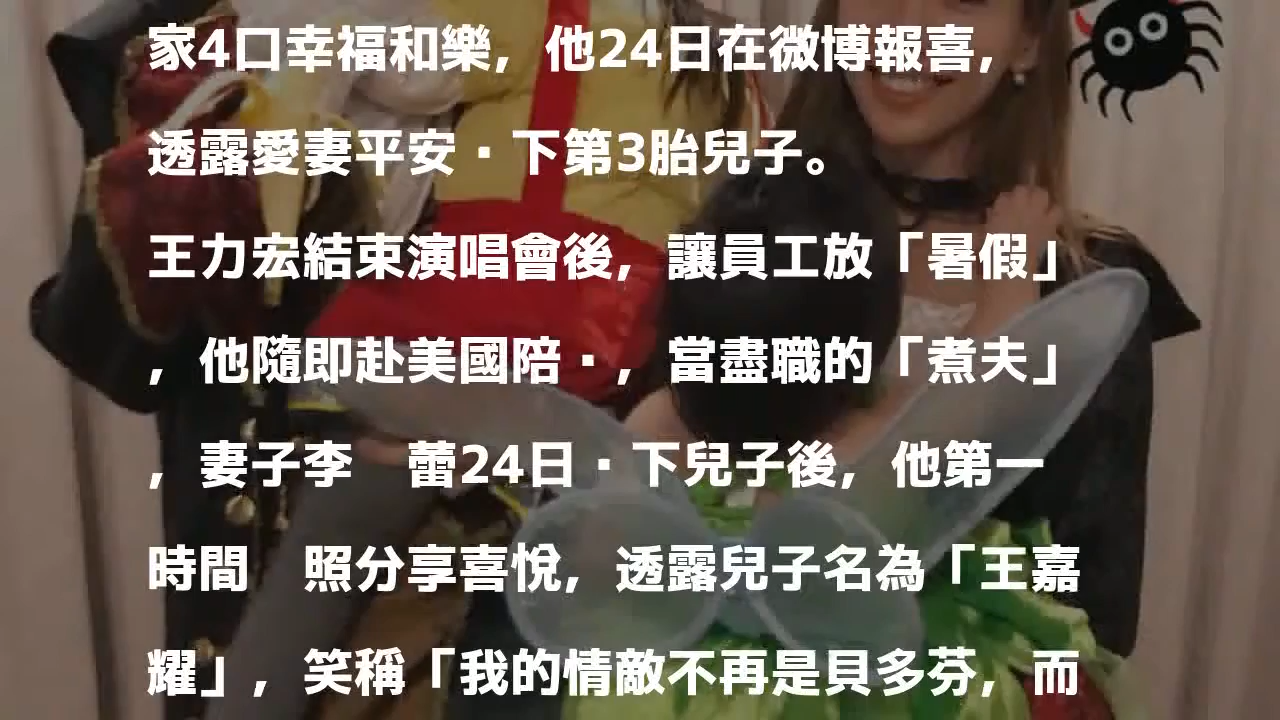 家4口幸福和樂，他24日在微博報喜，
透露愛妻平安·下第3胎兒子。
王力宏結束演唱會後，讓員工放「暑假」
，他隨即赴美國陪·，當盡職的「煮夫」
，妻子李　蕾24日·下兒子後，他第一
時間　照分享喜悅，透露兒子名為「王嘉
耀」，笑稱「我的情敵不再是貝多芬，而